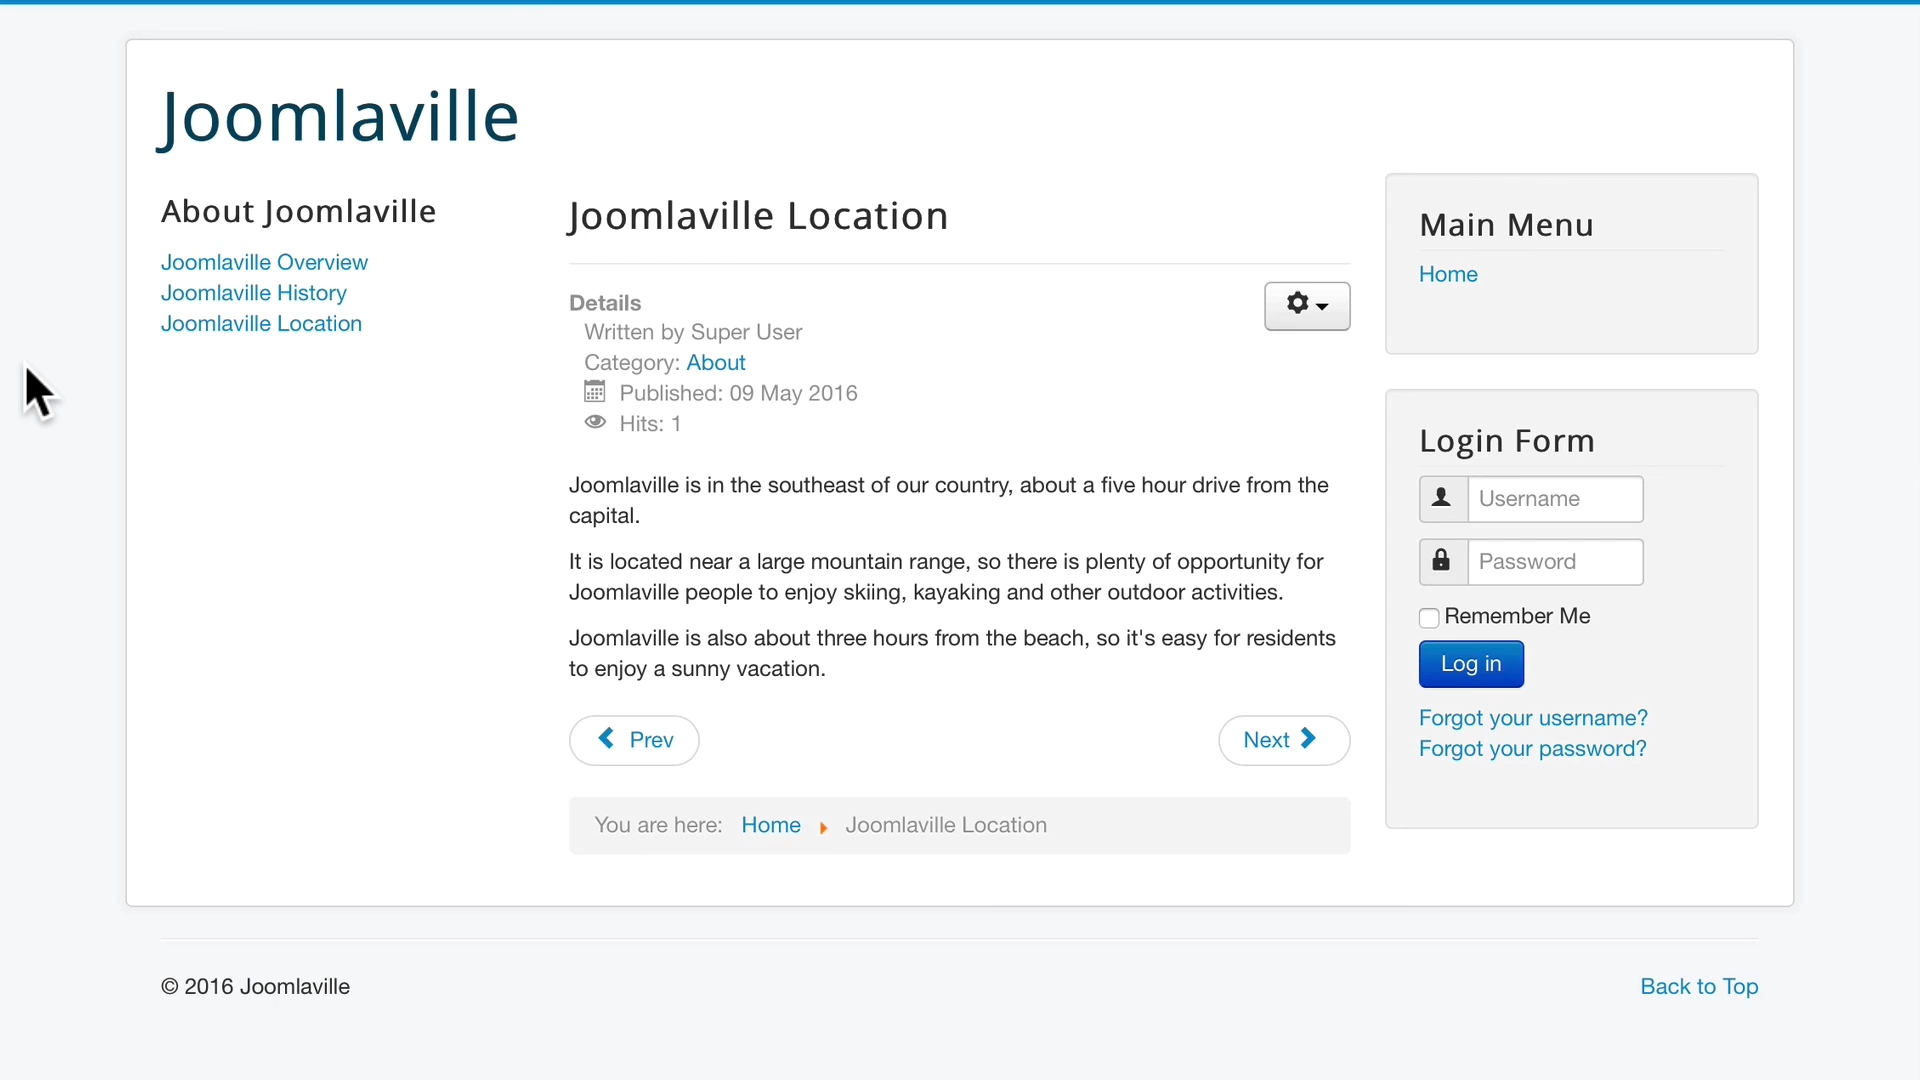 Joomlaville
About Joomlaville
Joomlaville Overview
Joomlaville History
Joomlaville Location
Joomlaville Location
Details
Written by Super User
Category: About
Published: 09 May 2016
Hits: 1
Joomlaville is in the southeast of our country, about a five hour drive from the
capital.
It is located near a large mountain range, so there is plenty of opportunity for
Joomlaville people to enjoy skiing, kayaking and other outdoor activities.
Joomlaville is also about three hours from the beach, so it's easy for residents
to enjoy a sunny vacation.
Prev
Next
You are here: Home Joomlaville Location
Main Menu
Home
Login Form
Username
Password
Remember Me
Log in
Forgot your username?
Forgot your password?
© 2016 Joomlaville
Back to Top